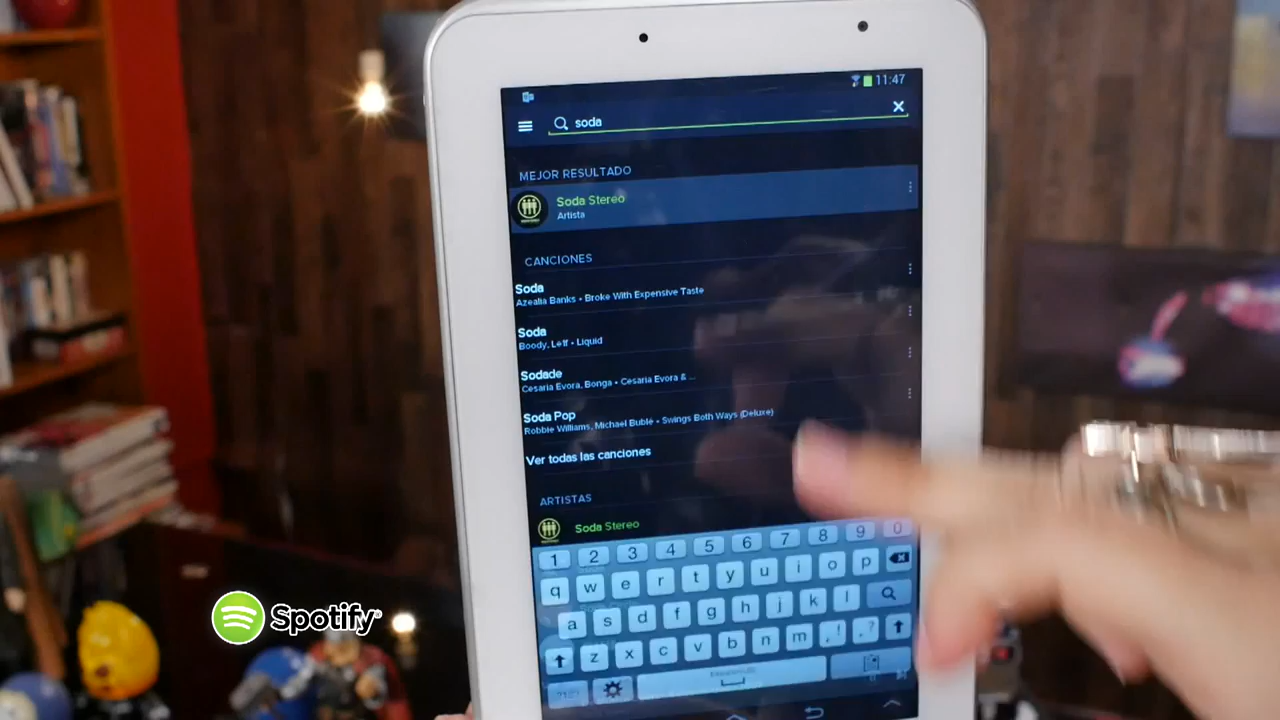 11:47
soda
MEJOR RESULTADO
Soda Stereo
Artista
CANCIONES
Soda
Azealia Banks • Broke With Expensive Taste
Soda
Boody, Le1f • Liquid
Sodade
Cesaria Evora, Bonga • Cesaria Evora & ...
Soda Pop
Robbie Williams, Michael Bublé • Swings Both Ways (Deluxe)
Ver todas las canciones
ARTISTAS
Soda Stereo
1 2 3 4 5 6 7 8 9 0
q w e r t y u i o p
a s d f g h j k l
z x c v b n m , ! . ?
Spotify